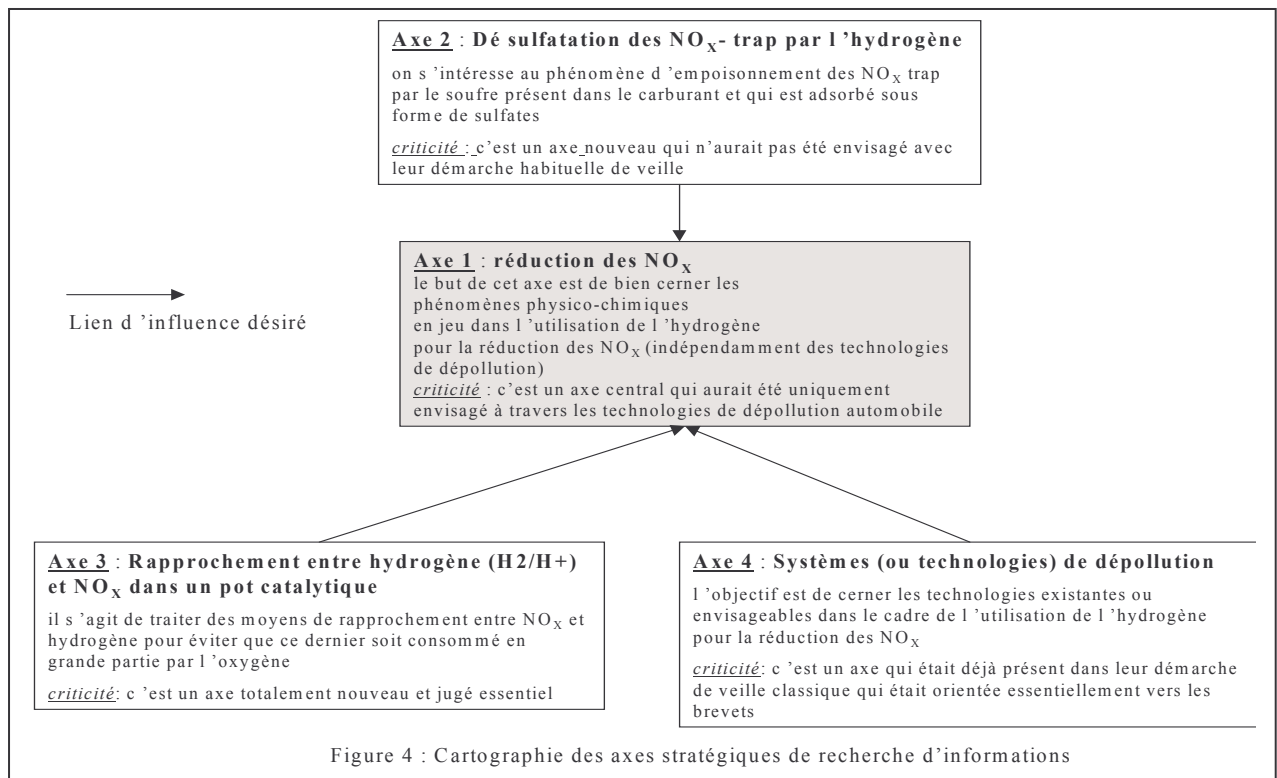 Axe 2 : Dé sulfatation des NOX- trap par l ’hydrogène
on s ’intéresse au phénomène d ’empoisonnement des NOX trap
par le soufre présent dans le carburant et qui est adsorbé sous
forme de sulfates
criticité : c’est un axe nouveau qui n’aurait pas été envisagé avec
leur démarche habituelle de veille
Axe 1 : réduction des NOX
le but de cet axe est de bien cerner les
phénomènes physico-chimiques
en jeu dans l ’utilisation de l ’hydrogène
pour la réduction des NOX (indépendamment des technologies
de dépollution)
criticité : c’est un axe central qui aurait été uniquement
envisagé à travers les technologies de dépollution automobile
Lien d ’influence désiré
Axe 3 : Rapprochement entre hydrogène (H2/H+)
et NOX dans un pot catalytique
il s ’agit de traiter des moyens de rapprochement entre NOX et
hydrogène pour éviter que ce dernier soit consommé en
grande partie par l ’oxygène
criticité: c ’est un axe totalement nouveau et jugé essentiel
Axe 4 : Systèmes (ou technologies) de dépollution
l ’objectif est de cerner les technologies existantes ou
envisageables dans le cadre de l ’utilisation de l ’hydrogène
pour la réduction des NOX
criticité: c ’est un axe qui était déjà présent dans leur démarche
de veille classique qui était orientée essentiellement vers les
brevets
Figure 4 : Cartographie des axes stratégiques de recherche d’informations